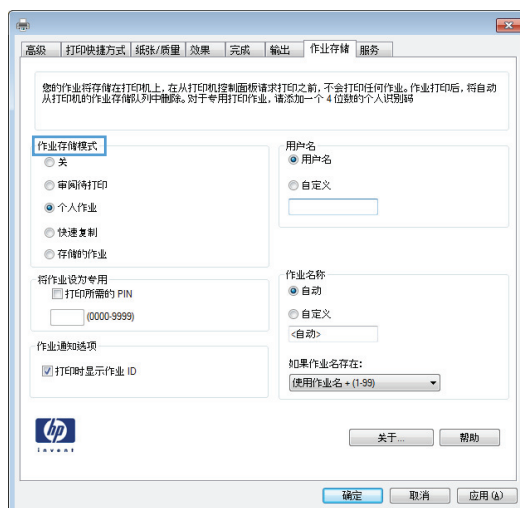 高级 打印快捷方式 纸张/质量 效果 完成 输出 作业存储 服务
您的作业将存储在打印机上，在从打印机控制面板请求打印之前，不会打印任何作业。作业打印后，将自动
从打印机的作业存储队列中删除。对于专用打印作业，请添加一个 4 位数的个人识别码
作业存储模式
关
审阅待打印
个人作业
快速复制
存储的作业
用户名
用户名
自定义
将作业设为专用
打印所需的 PIN
(0000-9999)
作业通知选项
打印时显示作业 ID
作业名称
自动
自定义
<自动>
如果作业名存在:
使用作业名 + (1-99)
hp
invent
关于...
帮助
确定
取消
应用 (A)